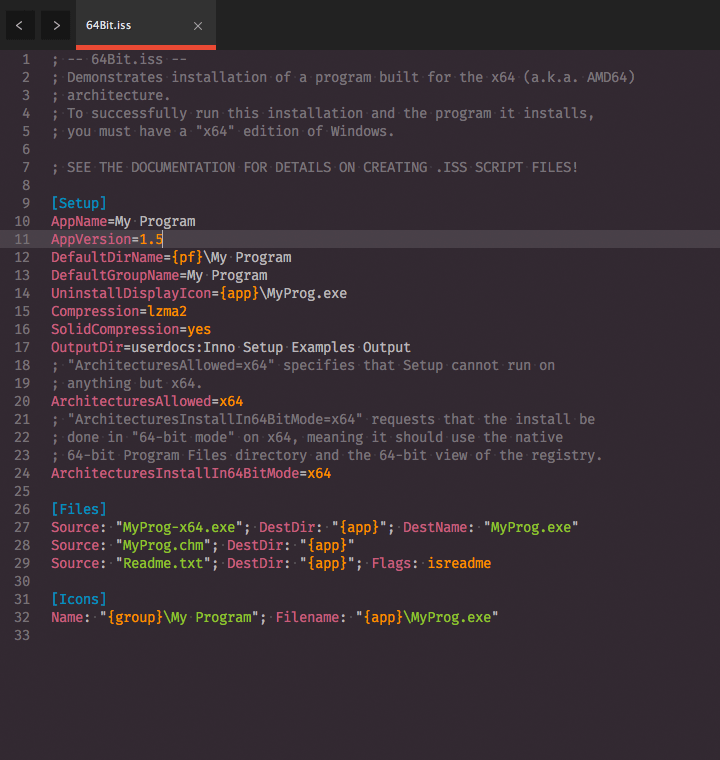 64Bit.iss
1 ; -- 64Bit.iss --
2 ; Demonstrates installation of a program built for the x64 (a.k.a. AMD64)
3 ; architecture.
4 ; To successfully run this installation and the program it installs,
5 ; you must have a "x64" edition of Windows.
6
7 ; SEE THE DOCUMENTATION FOR DETAILS ON CREATING .ISS SCRIPT FILES!
8
9 [Setup]
10 AppName=My Program
11 AppVersion=1.5
12 DefaultDirName={pf}\My Program
13 DefaultGroupName=My Program
14 UninstallDisplayIcon={app}\MyProg.exe
15 Compression=lzma2
16 SolidCompression=yes
17 OutputDir=userdocs:Inno Setup Examples Output
18 ; "ArchitecturesAllowed=x64" specifies that Setup cannot run on
19 ; anything but x64.
20 ArchitecturesAllowed=x64
21 ; "ArchitecturesInstallIn64BitMode=x64" requests that the install be
22 ; done in "64-bit mode" on x64, meaning it should use the native
23 ; 64-bit Program Files directory and the 64-bit view of the registry.
24 ArchitecturesInstallIn64BitMode=x64
25
26 [Files]
27 Source: "MyProg-x64.exe"; DestDir: "{app}"; DestName: "MyProg.exe"
28 Source: "MyProg.chm"; DestDir: "{app}"
29 Source: "Readme.txt"; DestDir: "{app}"; Flags: isreadme
30
31 [Icons]
32 Name: "{group}\My Program"; Filename: "{app}\MyProg.exe"
33